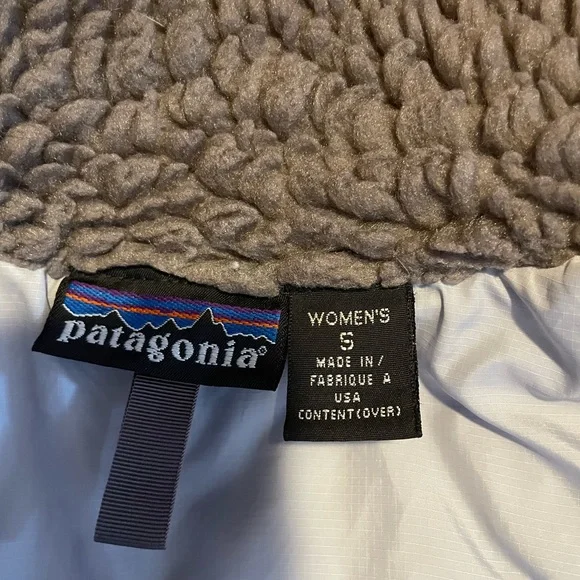 patagonia®
WOMEN'S
S
MADE IN/
FABRIQUE A
USA
CONTENT(OVER)